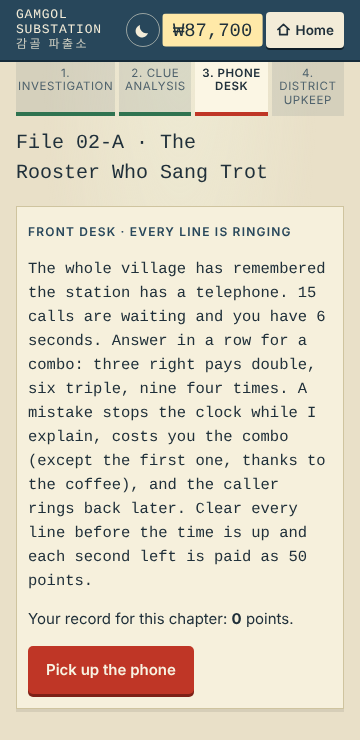 GAMGOL
SUBSTATION
감골 파출소
₩87,700
Home
1.
INVESTIGATION
2. CLUE
ANALYSIS
3. PHONE
DESK
4.
DISTRICT
UPKEEP
File 02-A · The
Rooster Who Sang Trot
FRONT DESK · EVERY LINE IS RINGING
The whole village has remembered
the station has a telephone. 15
calls are waiting and you have 6
seconds. Answer in a row for a
combo: three right pays double,
six triple, nine four times. A
mistake stops the clock while I
explain, costs you the combo
(except the first one, thanks to
the coffee), and the caller
rings back later. Clear every
line before the time is up and
each second left is paid as 50
points.
Your record for this chapter: 0 points.
Pick up the phone